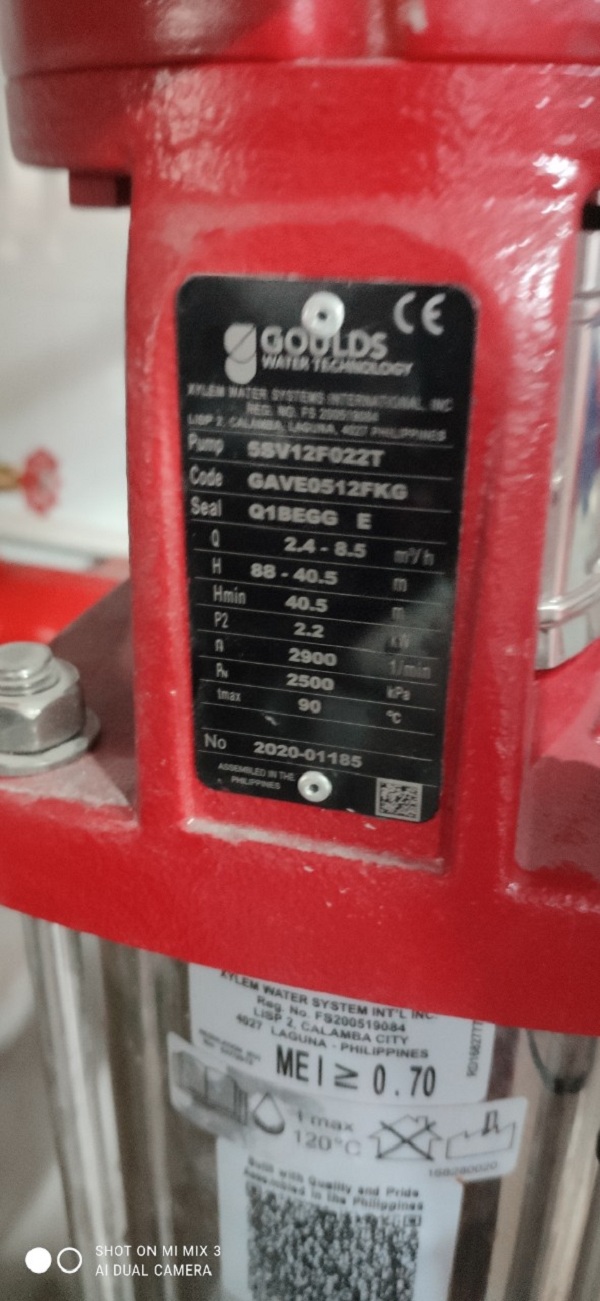 CE
GOULDS
WATER TECHNOLOGY
XYLEM WATER SYSTEMS INTERNATIONAL, INC
REG. NO. FS 200519084
LISP 2, CALAMBA, LAGUNA, 4027 PHILIPPINES
Pump 5SV12F022T
Code GAVE0512FKG
Seal Q1BEGG E
Q 2.4 - 8.5 m³/h
H 88 - 40.5 m
Hmin 40.5 m
P2 2.2 kW
n 2900 1/min
PN 2500 kPa
tmax 90 °C
No 2020-01185
ASSEMBLED IN THE
PHILIPPINES
XYLEM WATER SYSTEM INT'L INC.
Reg. No. FS200519084
LISP 2, CALAMBA CITY
4027 LAGUNA - PHILIPPINES
MEI ≥ 0.70
t max
120°C
Built with Quality and Pride
Assembled in the Philippines
SHOT ON MI MIX 3
AI DUAL CAMERA